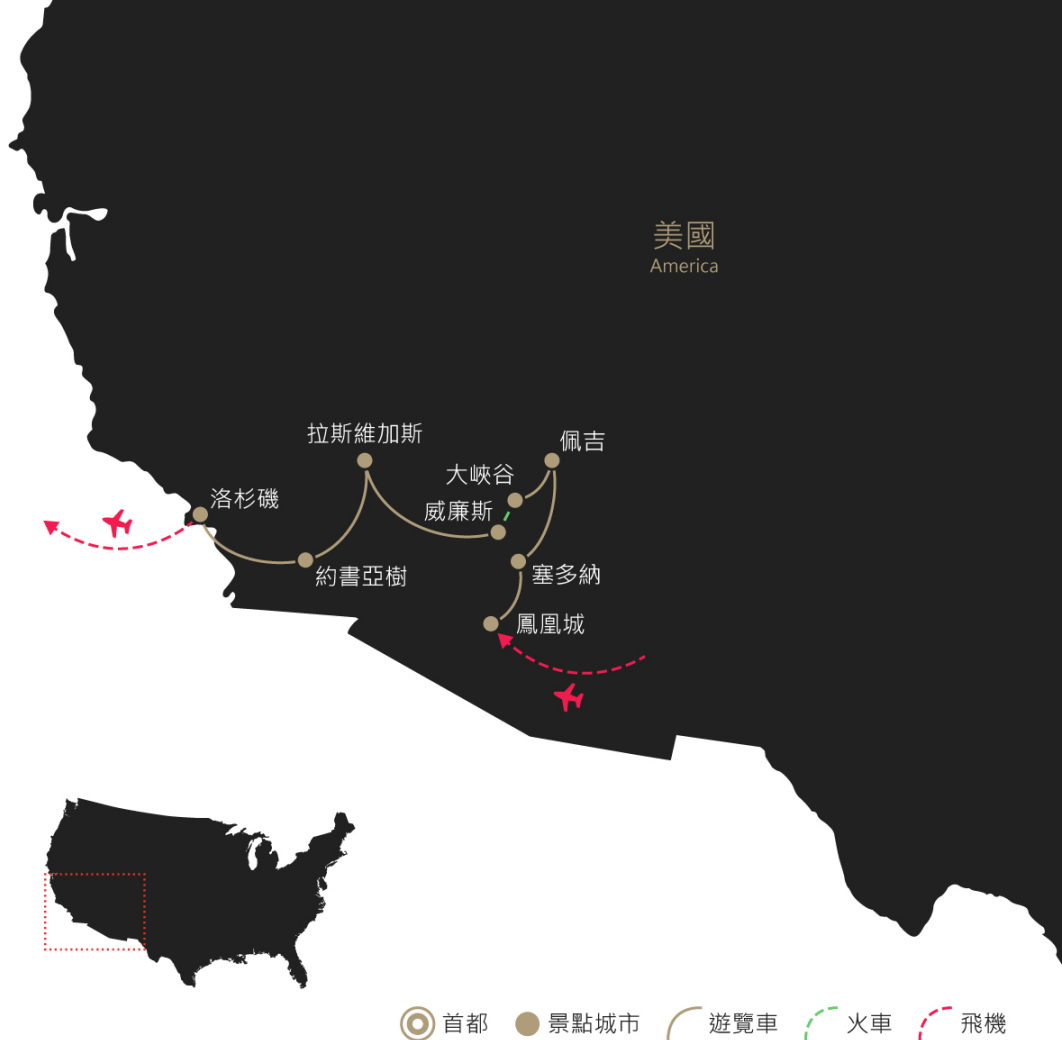 美國
America
拉斯維加斯
佩吉
大峽谷
洛杉磯
威廉斯
約書亞樹
塞多納
鳳凰城
首都
景點城市
遊覽車
火車
飛機